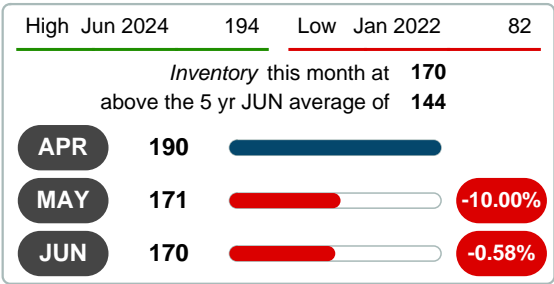 High Jun 2024 194 Low Jan 2022 82
Inventory this month at 170
above the 5 yr JUN average of 144
APR 190
MAY 171 -10.00%
JUN 170 -0.58%